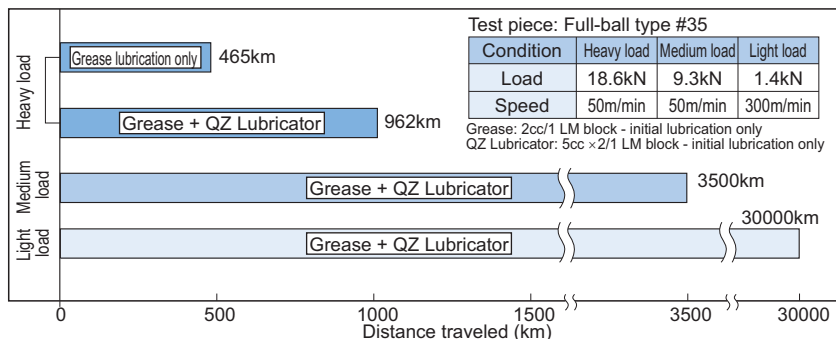 Test piece: Full-ball type #35
Condition Heavy load Medium load Light load
Load 18.6kN 9.3kN 1.4kN
Speed 50m/min 50m/min 300m/min
Grease: 2cc/1 LM block - initial lubrication only
QZ Lubricator: 5cc ×2/1 LM block - initial lubrication only
Heavy load
Grease lubrication only 465km
Grease + QZ Lubricator 962km
Medium
load
Grease + QZ Lubricator 3500km
Light
load
Grease + QZ Lubricator 30000km
0 500 1000 1500 3500 30000
Distance traveled (km)